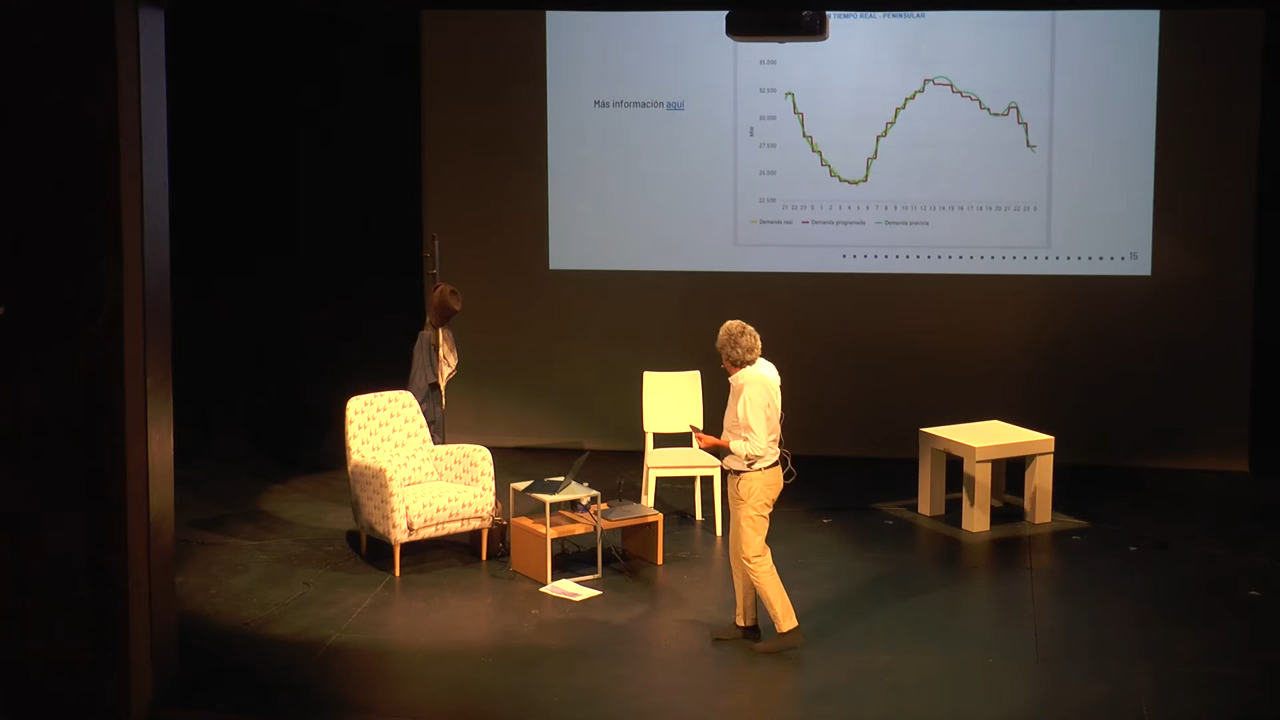 N TIEMPO REAL - PENINSULAR
Más información aquí
35.000
32.500
30.000
27.500
25.000
22.500
MW
21 22 23 0 1 2 3 4 5 6 7 8 9 10 11 12 13 14 15 16 17 18 19 20 21 22 23 0
Demanda real Demanda programada Demanda prevista
15